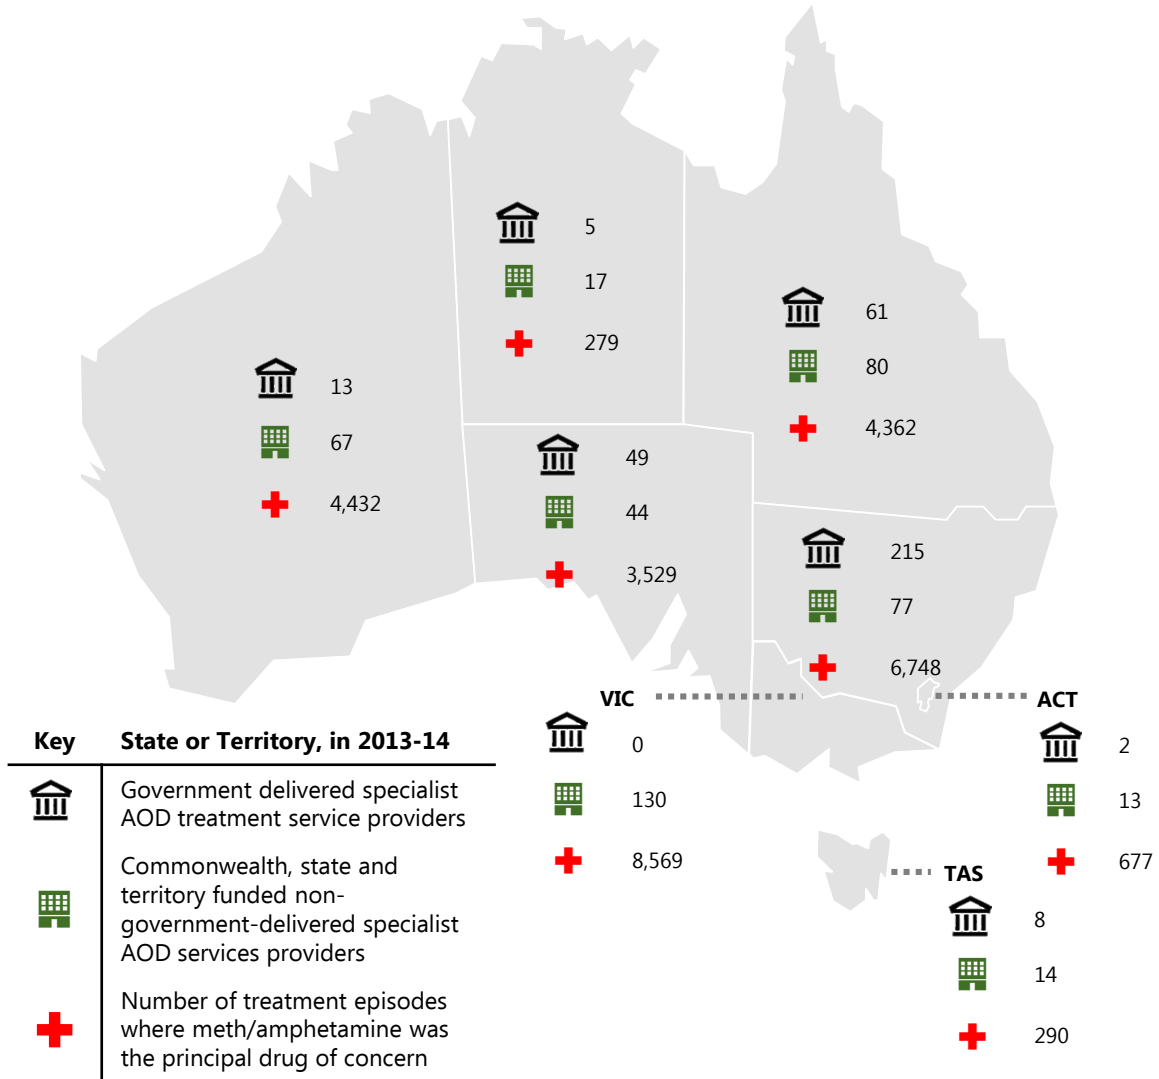 5
17
279
61
80
4,362
13
67
4,432
49
44
3,529
215
77
6,748
VIC
0
130
8,569
ACT
2
13
677
TAS
8
14
290
Key State or Territory, in 2013-14
Government delivered specialist
AOD treatment service providers
Commonwealth, state and
territory funded non-
government-delivered specialist
AOD services providers
Number of treatment episodes
where meth/amphetamine was
the principal drug of concern